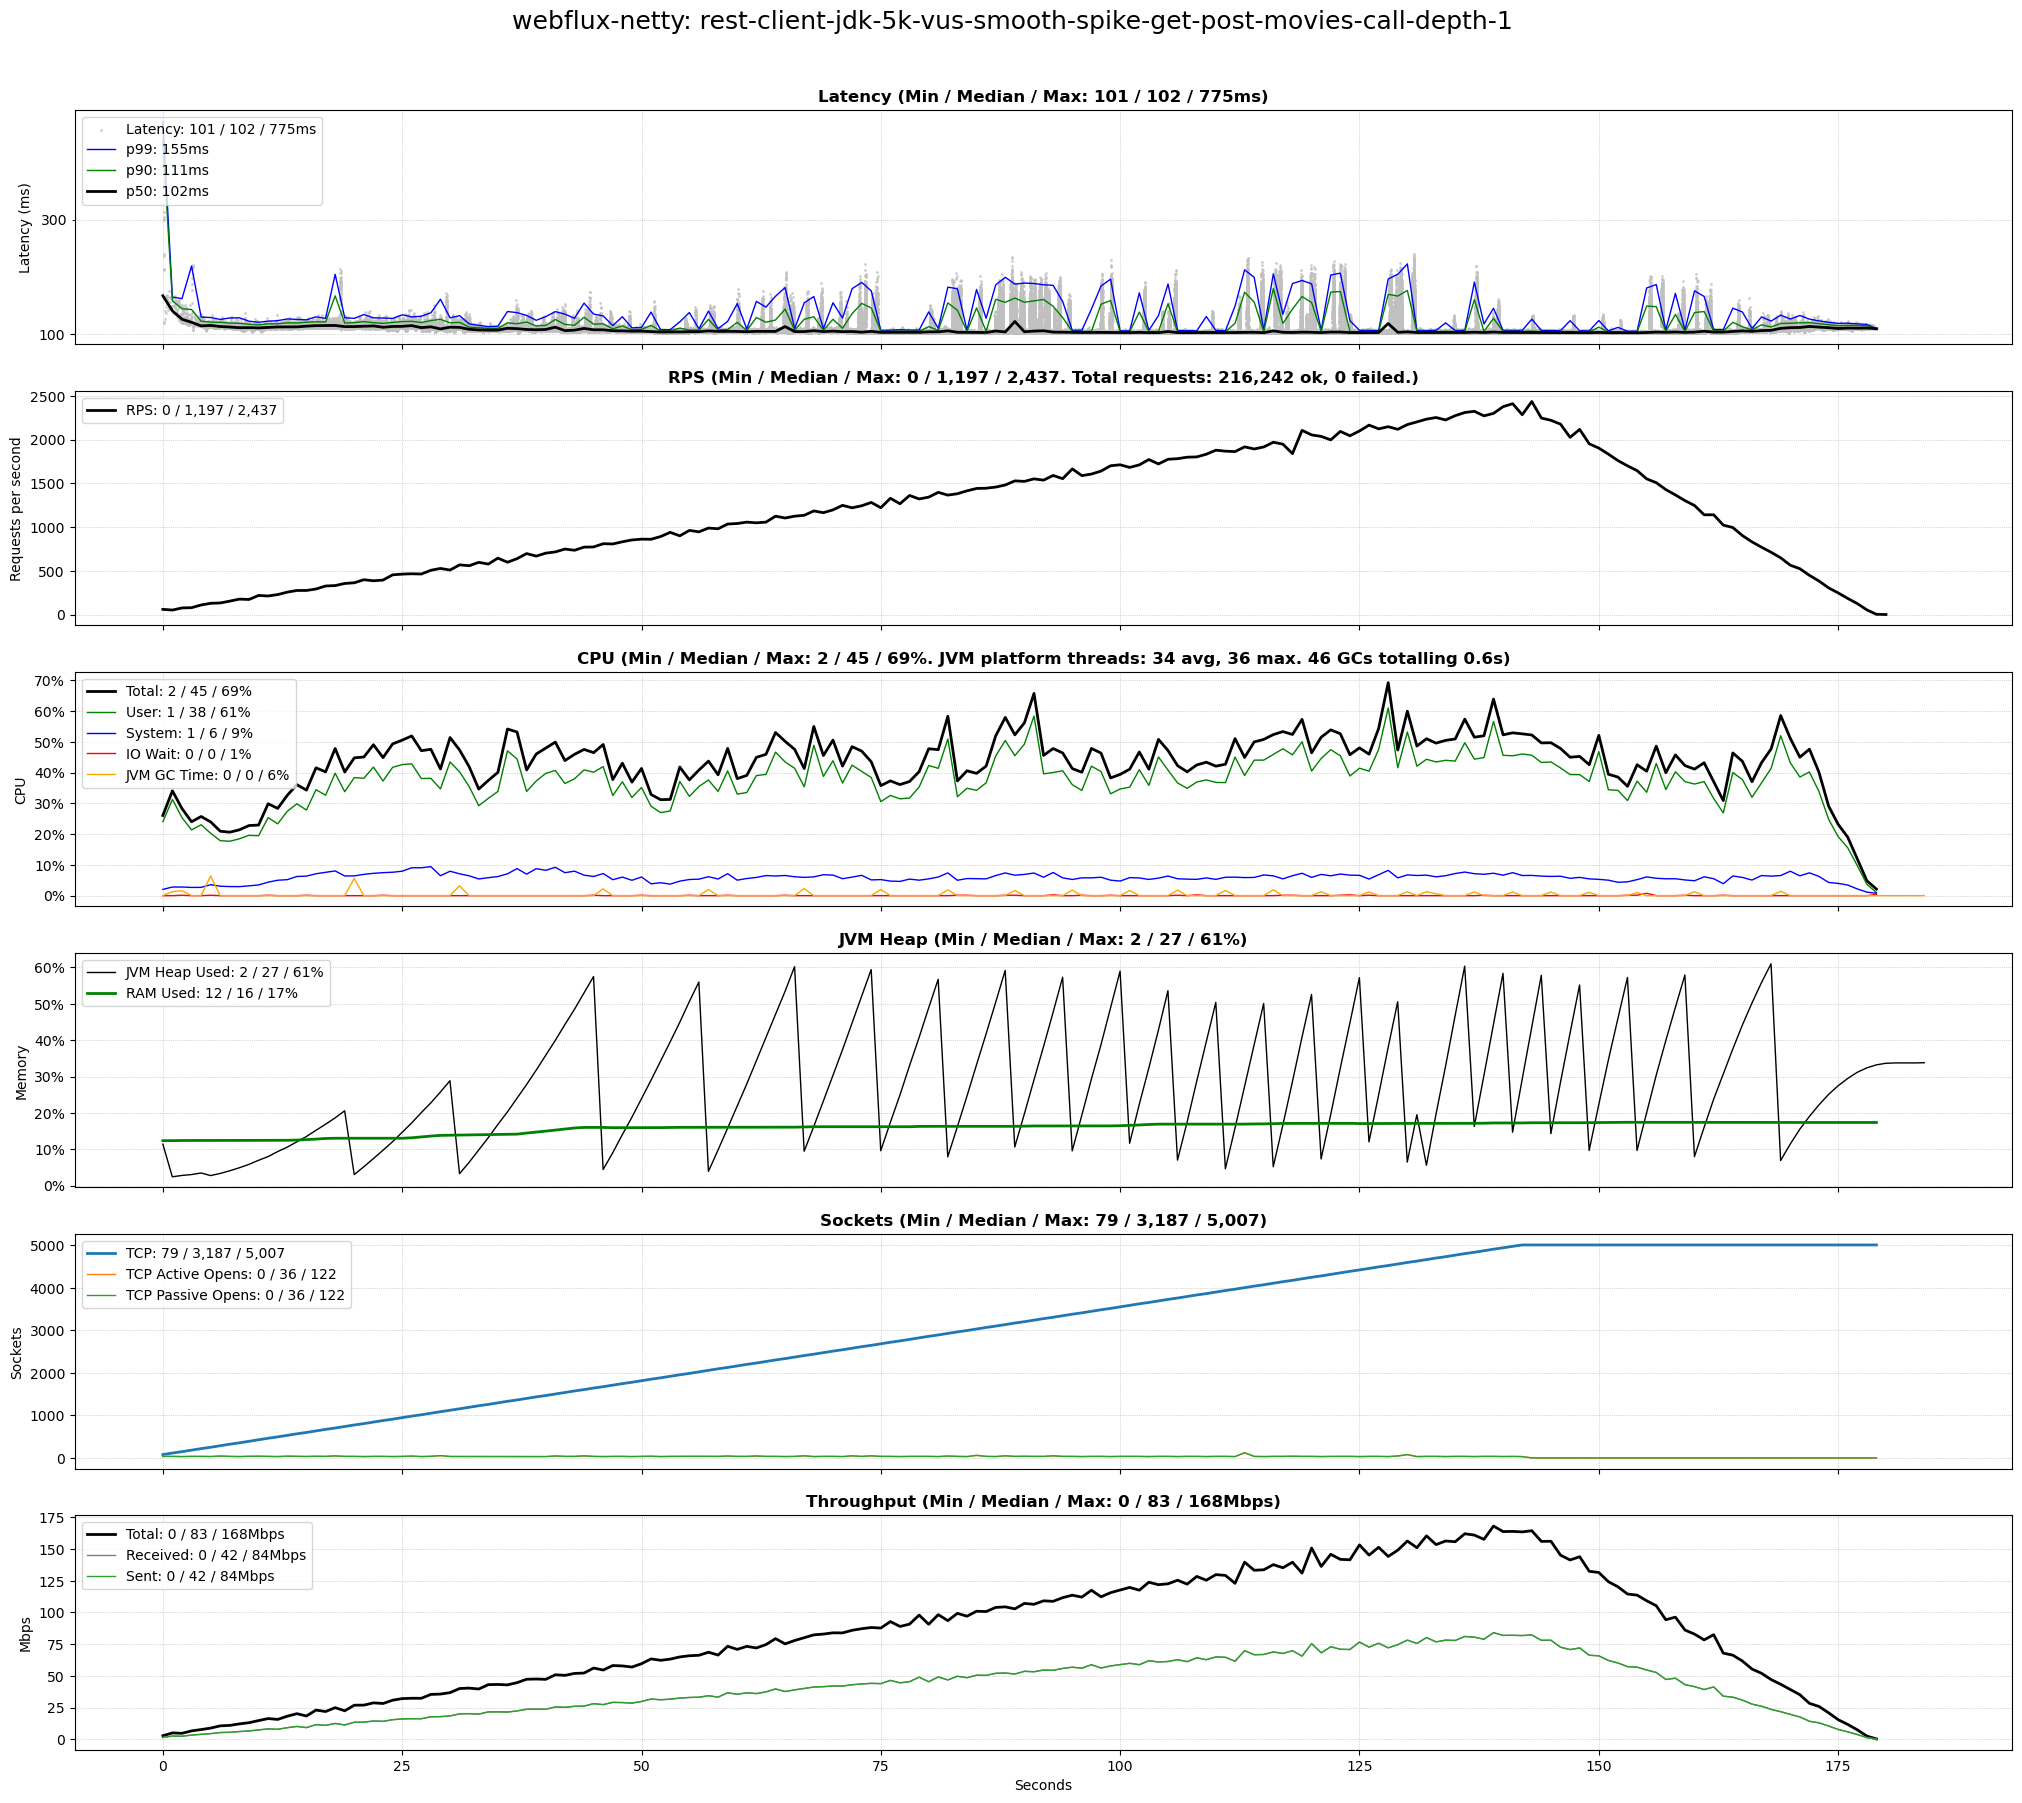 webflux-netty: rest-client-jdk-5k-vus-smooth-spike-get-post-movies-call-depth-1
Latency (Min / Median / Max: 101 / 102 / 775ms)
Latency: 101 / 102 / 775ms
p99: 155ms
p90: 111ms
p50: 102ms
Latency (ms)
300
100
RPS (Min / Median / Max: 0 / 1,197 / 2,437. Total requests: 216,242 ok, 0 failed.)
RPS: 0 / 1,197 / 2,437
Requests per second
2500
2000
1500
1000
500
0
CPU (Min / Median / Max: 2 / 45 / 69%. JVM platform threads: 34 avg, 36 max. 46 GCs totalling 0.6s)
Total: 2 / 45 / 69%
User: 1 / 38 / 61%
System: 1 / 6 / 9%
IO Wait: 0 / 0 / 1%
JVM GC Time: 0 / 0 / 6%
CPU
70%
60%
50%
40%
30%
20%
10%
0%
JVM Heap (Min / Median / Max: 2 / 27 / 61%)
JVM Heap Used: 2 / 27 / 61%
RAM Used: 12 / 16 / 17%
Memory
60%
50%
40%
30%
20%
10%
0%
Sockets (Min / Median / Max: 79 / 3,187 / 5,007)
TCP: 79 / 3,187 / 5,007
TCP Active Opens: 0 / 36 / 122
TCP Passive Opens: 0 / 36 / 122
Sockets
5000
4000
3000
2000
1000
0
Throughput (Min / Median / Max: 0 / 83 / 168Mbps)
Total: 0 / 83 / 168Mbps
Received: 0 / 42 / 84Mbps
Sent: 0 / 42 / 84Mbps
Mbps
175
150
125
100
75
50
25
0
0 25 50 75 100 125 150 175
Seconds